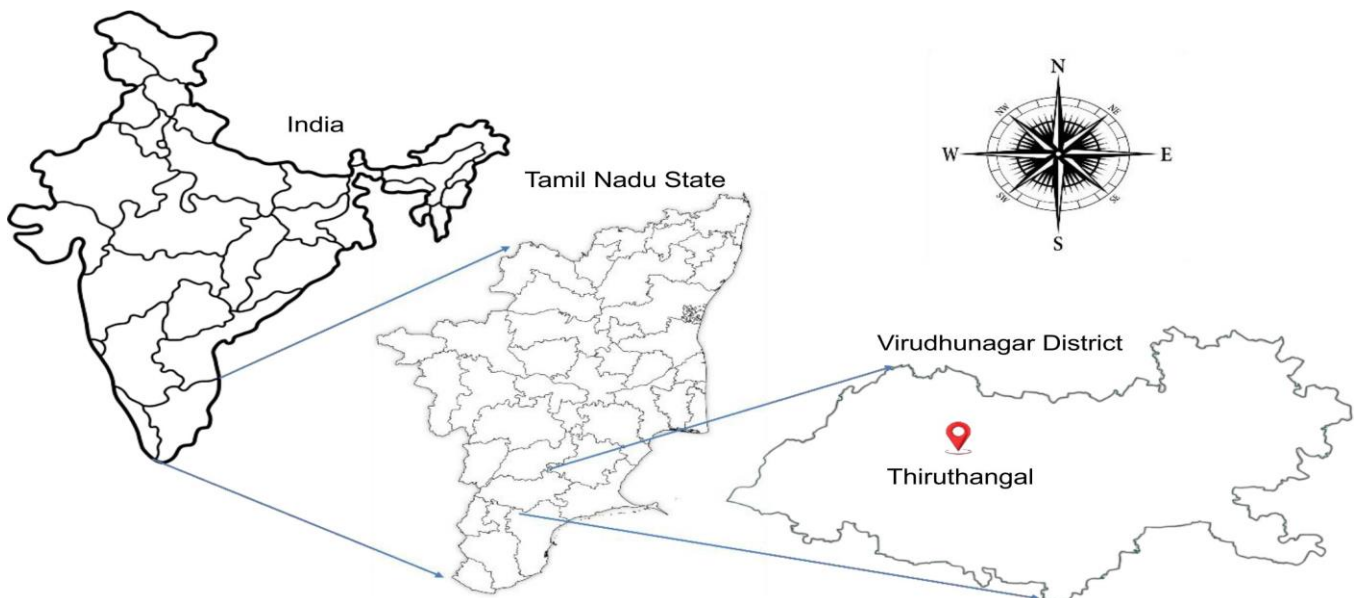 India
Tamil Nadu State
N
NW
NE
W
E
SW
SE
S
Virudhunagar District
Thiruthangal